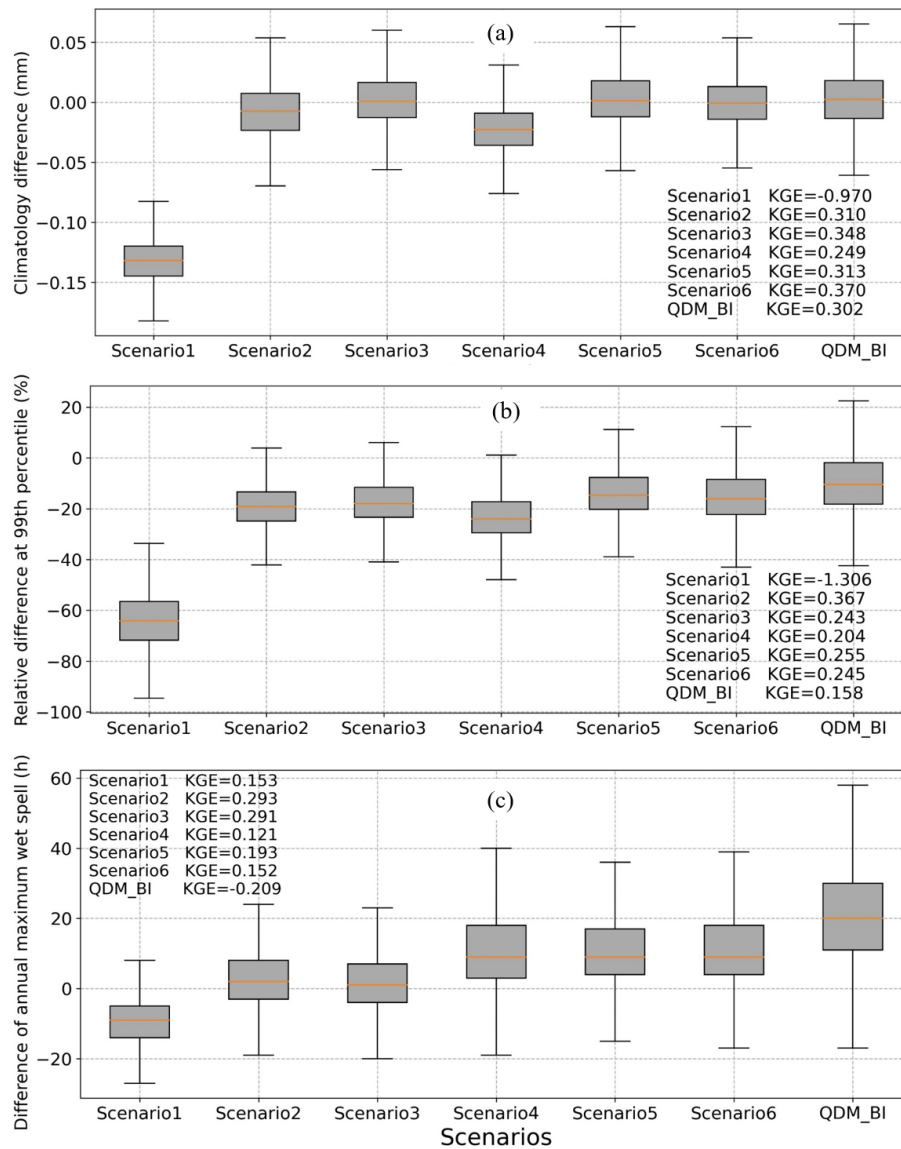 (a)
Climatology difference (mm)
0.05
0.00
−0.05
−0.10
−0.15
Scenario1 KGE=-0.970
Scenario2 KGE=0.310
Scenario3 KGE=0.348
Scenario4 KGE=0.249
Scenario5 KGE=0.313
Scenario6 KGE=0.370
QDM_BI KGE=0.302
Scenario1 Scenario2 Scenario3 Scenario4 Scenario5 Scenario6 QDM_BI
(b)
Relative difference at 99th percentile (%)
20
0
−20
−40
−60
−80
−100
Scenario1 KGE=-1.306
Scenario2 KGE=0.367
Scenario3 KGE=0.243
Scenario4 KGE=0.204
Scenario5 KGE=0.255
Scenario6 KGE=0.245
QDM_BI KGE=0.158
Scenario1 Scenario2 Scenario3 Scenario4 Scenario5 Scenario6 QDM_BI
(c)
Difference of annual maximum wet spell (h)
60
40
20
0
−20
Scenario1 KGE=0.153
Scenario2 KGE=0.293
Scenario3 KGE=0.291
Scenario4 KGE=0.121
Scenario5 KGE=0.193
Scenario6 KGE=0.152
QDM_BI KGE=-0.209
Scenario1 Scenario2 Scenario3 Scenario4 Scenario5 Scenario6 QDM_BI
Scenarios